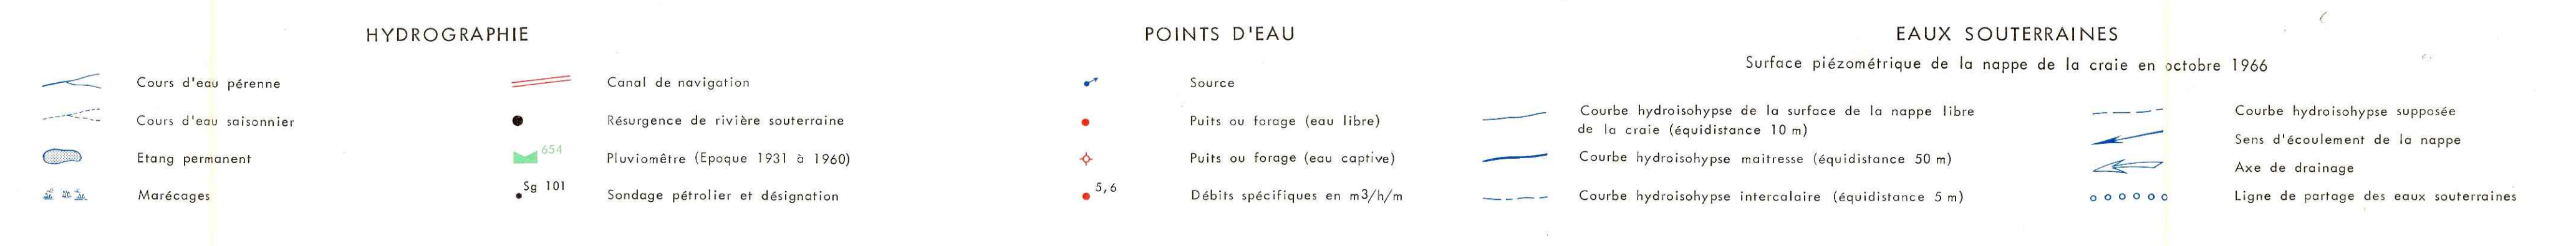 HYDROGRAPHIE
Cours d'eau pérenne
Cours d'eau saisonnier
Etang permanent
Marécages
Canal de navigation
Résurgence de rivière souterraine
654
Pluviomêtre (Epoque 1931 à 1960)
Sg 101
Sondage pétrolier et désignation
POINTS D'EAU
Source
Puits ou forage (eau libre)
Puits ou forage (eau captive)
5,6
Débits spécifiques en m3/h/m
EAUX SOUTERRAINES
Surface piézométrique de la nappe de la craie en octobre 1966
Courbe hydroisohypse de la surface de la nappe libre
de la craie (équidistance 10 m)
Courbe hydroisohypse maitresse (équidistance 50 m)
Courbe hydroisohypse intercalaire (équidistance 5 m)
Courbe hydroisohypse supposée
Sens d'écoulement de la nappe
Axe de drainage
Ligne de partage des eaux souterraines